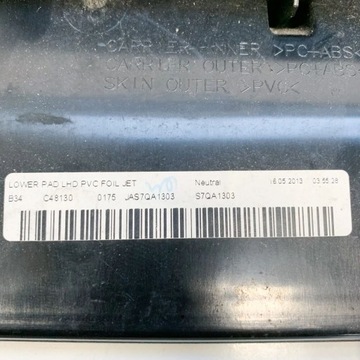 CARRIER INNER >PC+ABS<
CARRIER OUTER >PC+ABS
SKIN OUTER >PVC<
LOWER PAD LHD PVC FOIL JET Neutral 16.05.2013 03:55:28
B34 C48130 0175 JAS7QA1303 S7QA1303